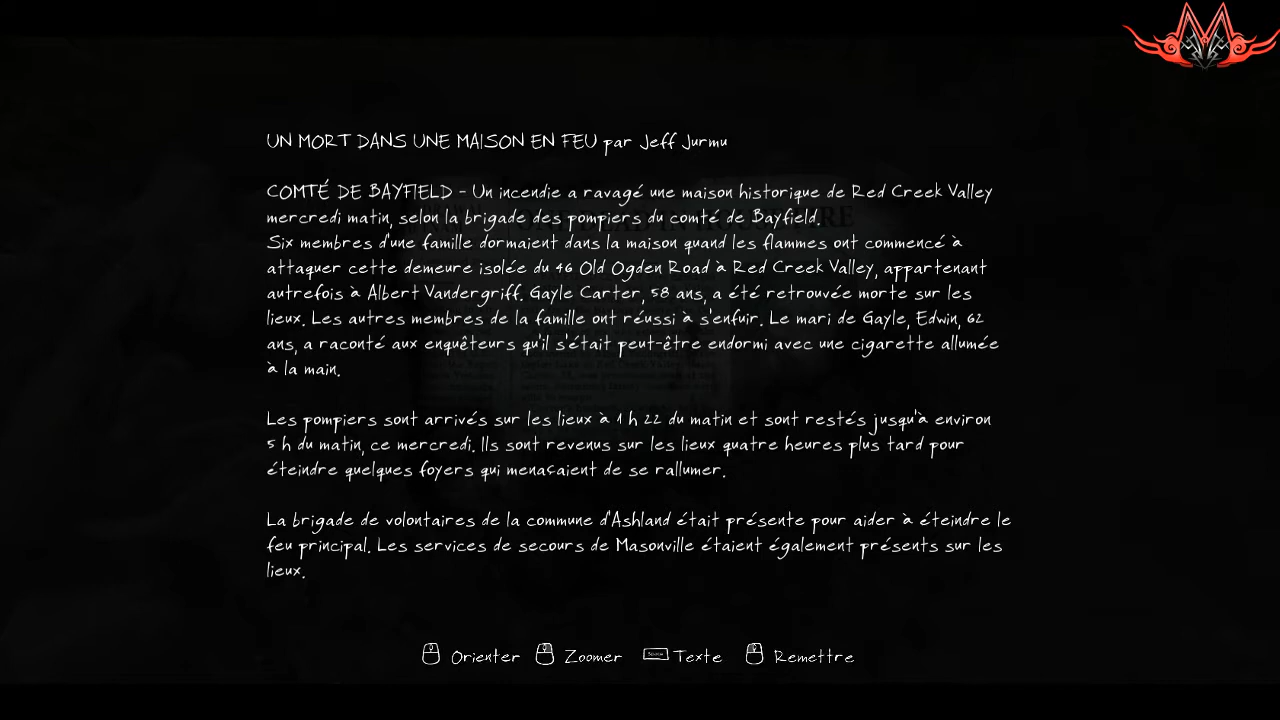 UN MORT DANS UNE MAISON EN FEU par Jeff Jurmu
COMTÉ DE BAYFIELD - Un incendie a ravagé une maison historique de Red Creek Valley
mercredi matin, selon la brigade des pompiers du comté de Bayfield.
Six membres d'une famille dormaient dans la maison quand les flammes ont commencé à
attaquer cette demeure isolée du 46 Old Ogden Road à Red Creek Valley, appartenant
autrefois à Albert Vandergriff. Gayle Carter, 58 ans, a été retrouvée morte sur les
lieux. Les autres membres de la famille ont réussi à s'enfuir. Le mari de Gayle, Edwin, 62
ans, a raconté aux enquêteurs qu'il s'était peut-être endormi avec une cigarette allumée
à la main.
Les pompiers sont arrivés sur les lieux à 1 h 22 du matin et sont restés jusqu'à environ
5 h du matin, ce mercredi. Ils sont revenus sur les lieux quatre heures plus tard pour
éteindre quelques foyers qui menaçaient de se rallumer.
La brigade de volontaires de la commune d'Ashland était présente pour aider à éteindre le
feu principal. Les services de secours de Masonville étaient également présents sur les
lieux.
Orienter Zoomer Texte Remettre